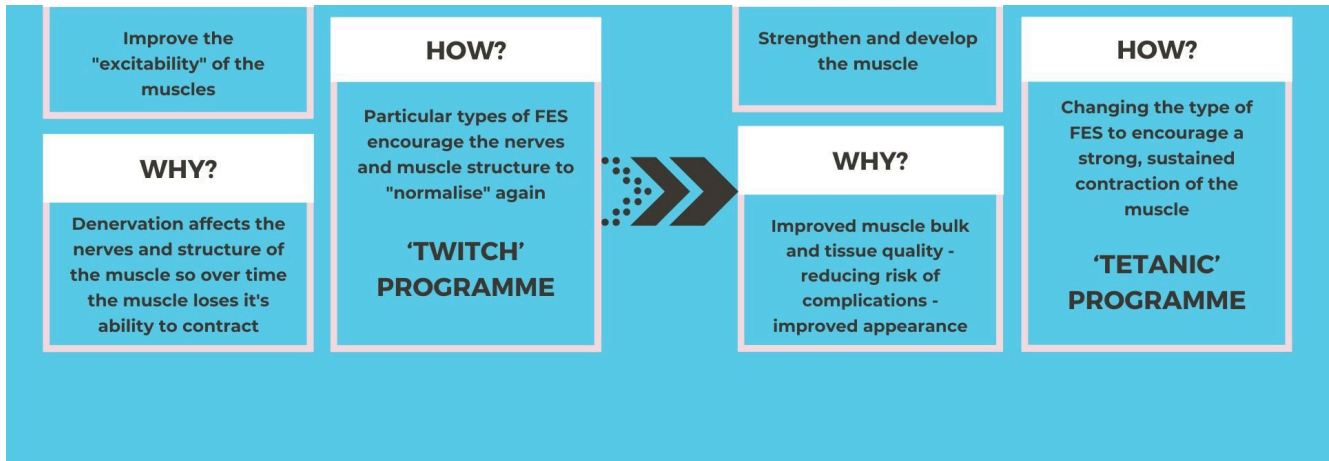 Improve the
"excitability" of the
muscles
WHY?
Denervation affects the
nerves and structure of
the muscle so over time
the muscle loses it's
ability to contract
HOW?
Particular types of FES
encourage the nerves
and muscle structure to
"normalise" again
‘TWITCH’
PROGRAMME
Strengthen and develop
the muscle
WHY?
Improved muscle bulk
and tissue quality -
reducing risk of
complications -
improved appearance
HOW?
Changing the type of
FES to encourage a
strong, sustained
contraction of the
muscle
‘TETANIC’
PROGRAMME